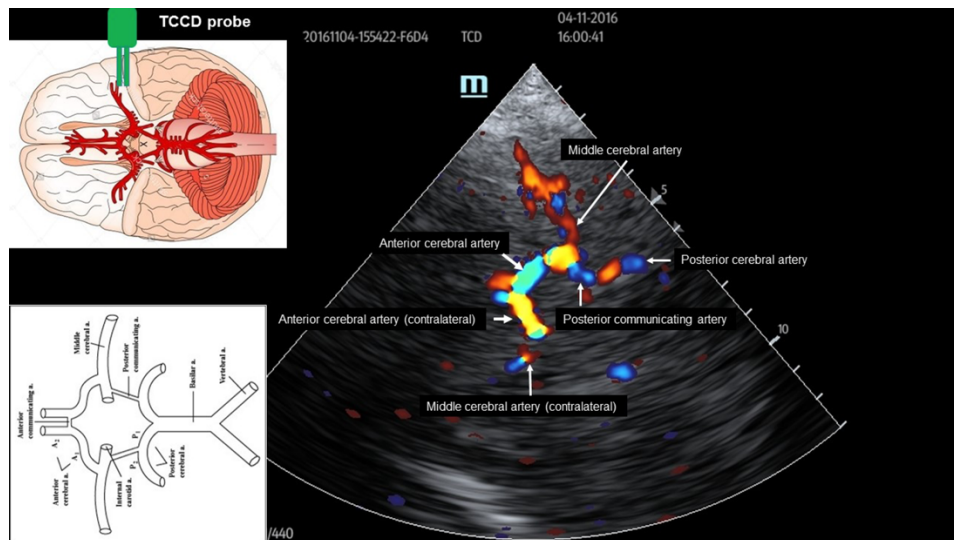 TCCD probe
04-11-2016
20161104-155422-F6D4 TCD 16:00:41
m
X
Middle cerebral artery
5
Anterior cerebral artery
Posterior cerebral artery
Anterior cerebral artery (contralateral)
Posterior communicating artery
10
Middle cerebral artery (contralateral)
Middle
cerebral a.
Posterior
communicating a.
Basilar a.
Vertebral a.
Anterior
communicating a.
A₂
A₁
P₁
P₂
Anterior
cerebral a.
Internal
carotid a.
Posterior
cerebral a.
/440